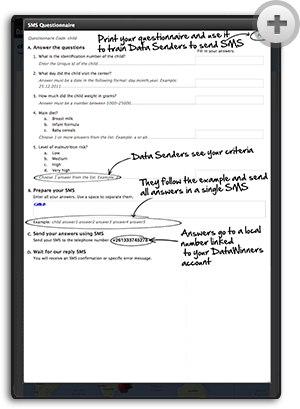 SMS Questionnaire
Print your questionnaire and use it
to train Data Senders to send SMS
Questionnaire Code: child
A. Answer the questions
Fill in your answers.
1. What is the identification number of the child?
Enter the Unique Id of the child
2. What day did the child visit the center?
Answer must be a date in the following format: day.month.year. Example:
25.12.2011
3. How much did the child weight in grams?
Answer must be a number between 1000-25000.
4. Main diet?
a. Breast milk
b. Infant formula
c. Baby cereals
Choose 1 or more answers from the list. Example: a or ab
5. Level of malnutrition risk?
a. Low
b. Medium
c. High
d. Very high
Choose 1 answer from the list. Example: a
Data Senders see your criteria
They follow the example and send
all answers in a single SMS
B. Prepare your SMS
Enter all your answers. Use a space to separate them.
CHILD
Example: child answer1 answer2 answer3 answer4 answer5
C. Send your answers using SMS
Send your SMS to the telephone number: +261333745273
Answers go to a local
number linked
to your DataWinners
account
D. Wait for our reply SMS
You will receive an SMS confirmation or specific error message.